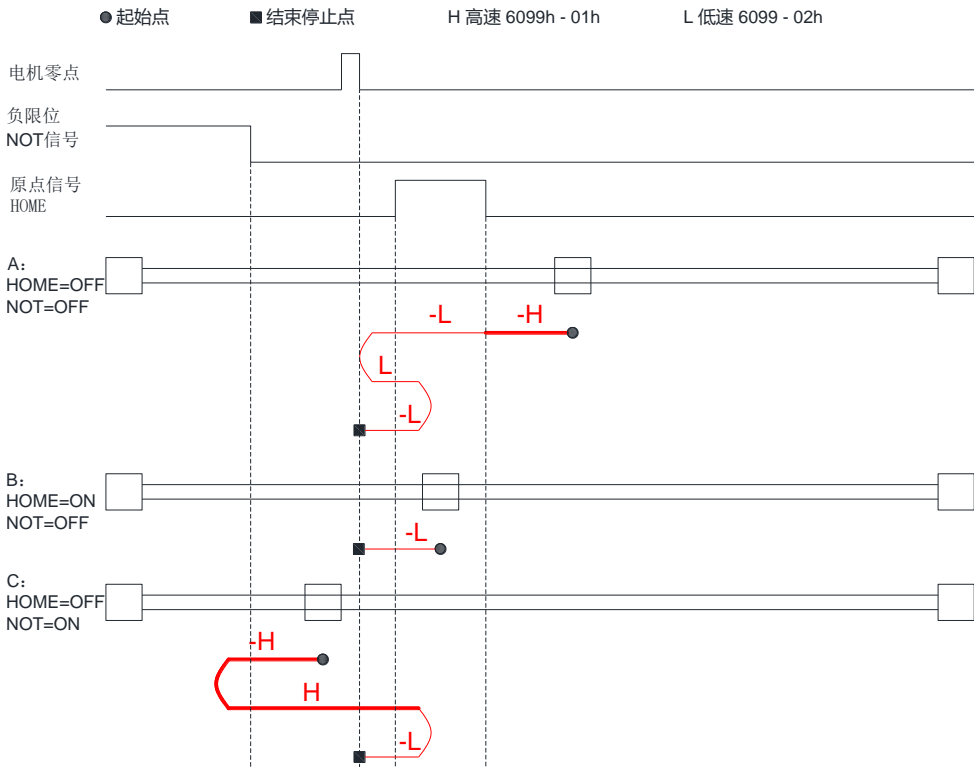 起始点 结束停止点 H 高速 6099h - 01h L 低速 6099 - 02h
电机零点
负限位
NOT信号
原点信号
HOME
A：
HOME=OFF
NOT=OFF
-L -H
L
-L
B：
HOME=ON
NOT=OFF
-L
C：
HOME=OFF
NOT=ON
-H
H
-L